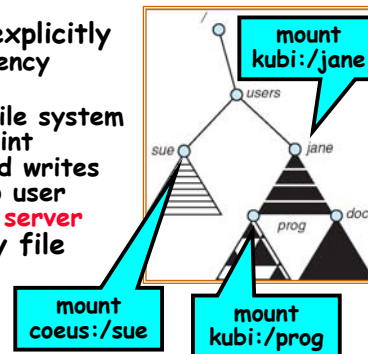 explicitly
ency
ile system
int
d writes
user
server
y file
/
users
sue
jane
prog
doc
mount
kubi:/jane
mount
coeus:/sue
mount
kubi:/prog